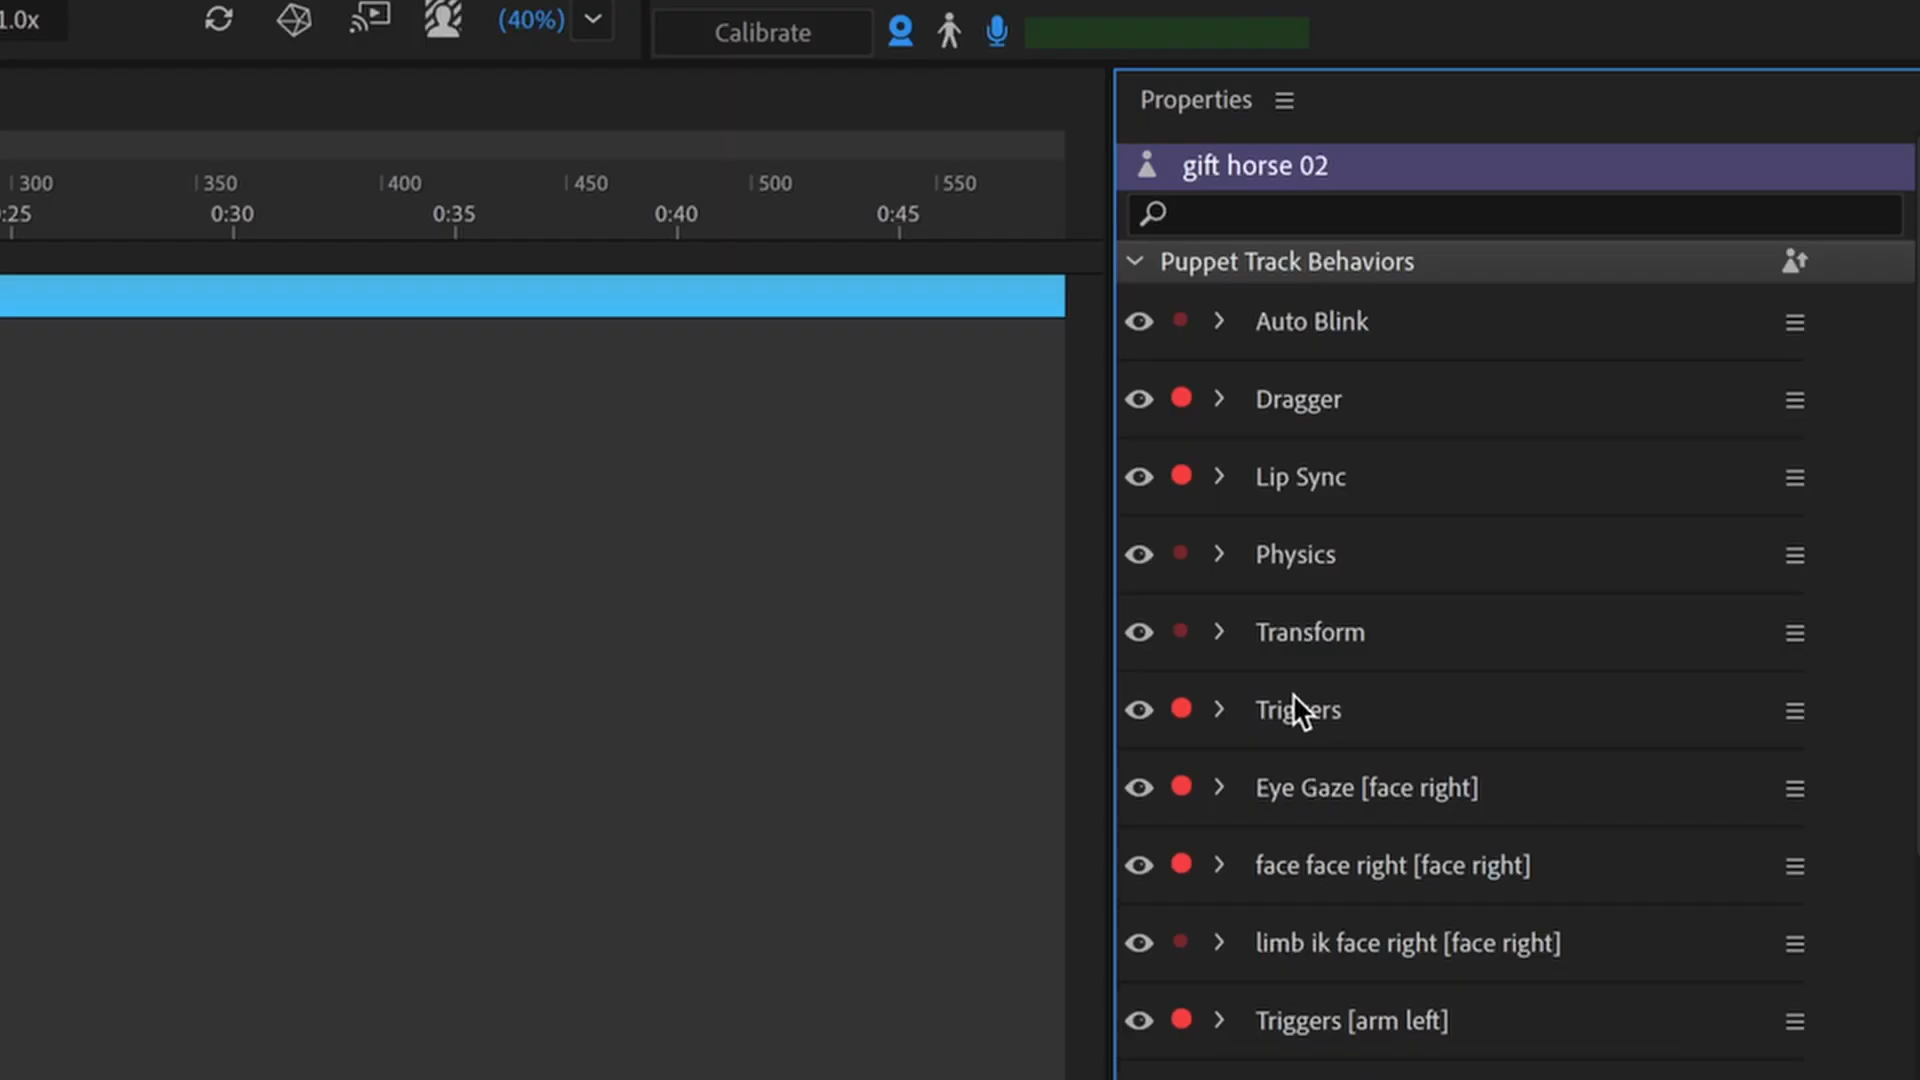 1.0x
(40%)
Calibrate
Properties
300 350 400 450 500 550
:25 0:30 0:35 0:40 0:45
gift horse 02
Puppet Track Behaviors
Auto Blink
Dragger
Lip Sync
Physics
Transform
Triggers
Eye Gaze [face right]
face face right [face right]
limb ik face right [face right]
Triggers [arm left]